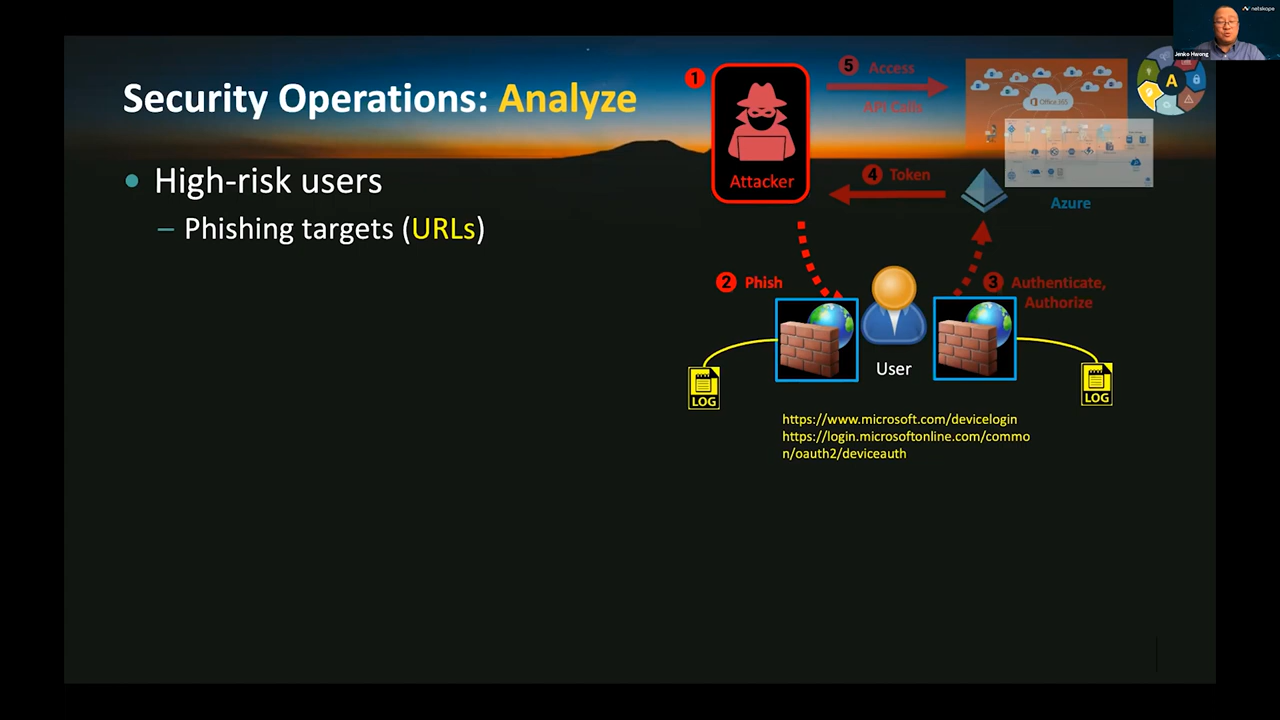 netskope
Jenko Hwong
Security Operations: Analyze
• High-risk users
– Phishing targets (URLs)
1
Attacker
5 Access
API Calls
Office 365
A
4 Token
Azure
2 Phish
3 Authenticate,
Authorize
User
LOG
LOG
https://www.microsoft.com/devicelogin
https://login.microsoftonline.com/commo
n/oauth2/deviceauth